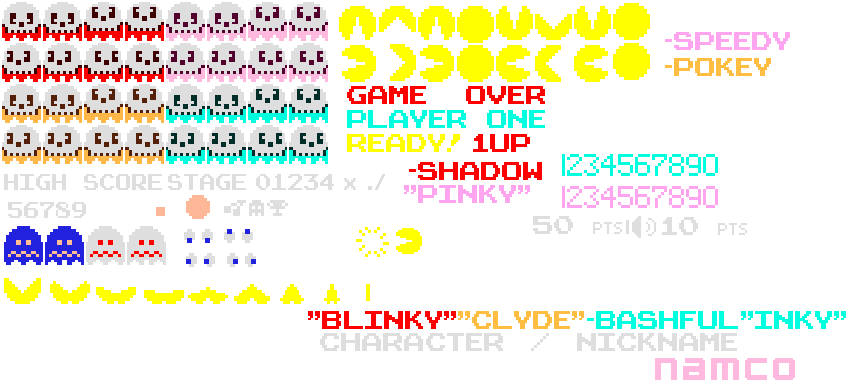 -SPEEDY
-POKEY
GAME OVER
PLAYER ONE
READY! 1UP
-SHADOW 1234567890
HIGH SCORE STAGE 01234 x ./
"PINKY" 1234567890
56789
50 PTS 10 PTS
"BLINKY" "CLYDE" -BASHFUL "INKY"
CHARACTER / NICKNAME
namco